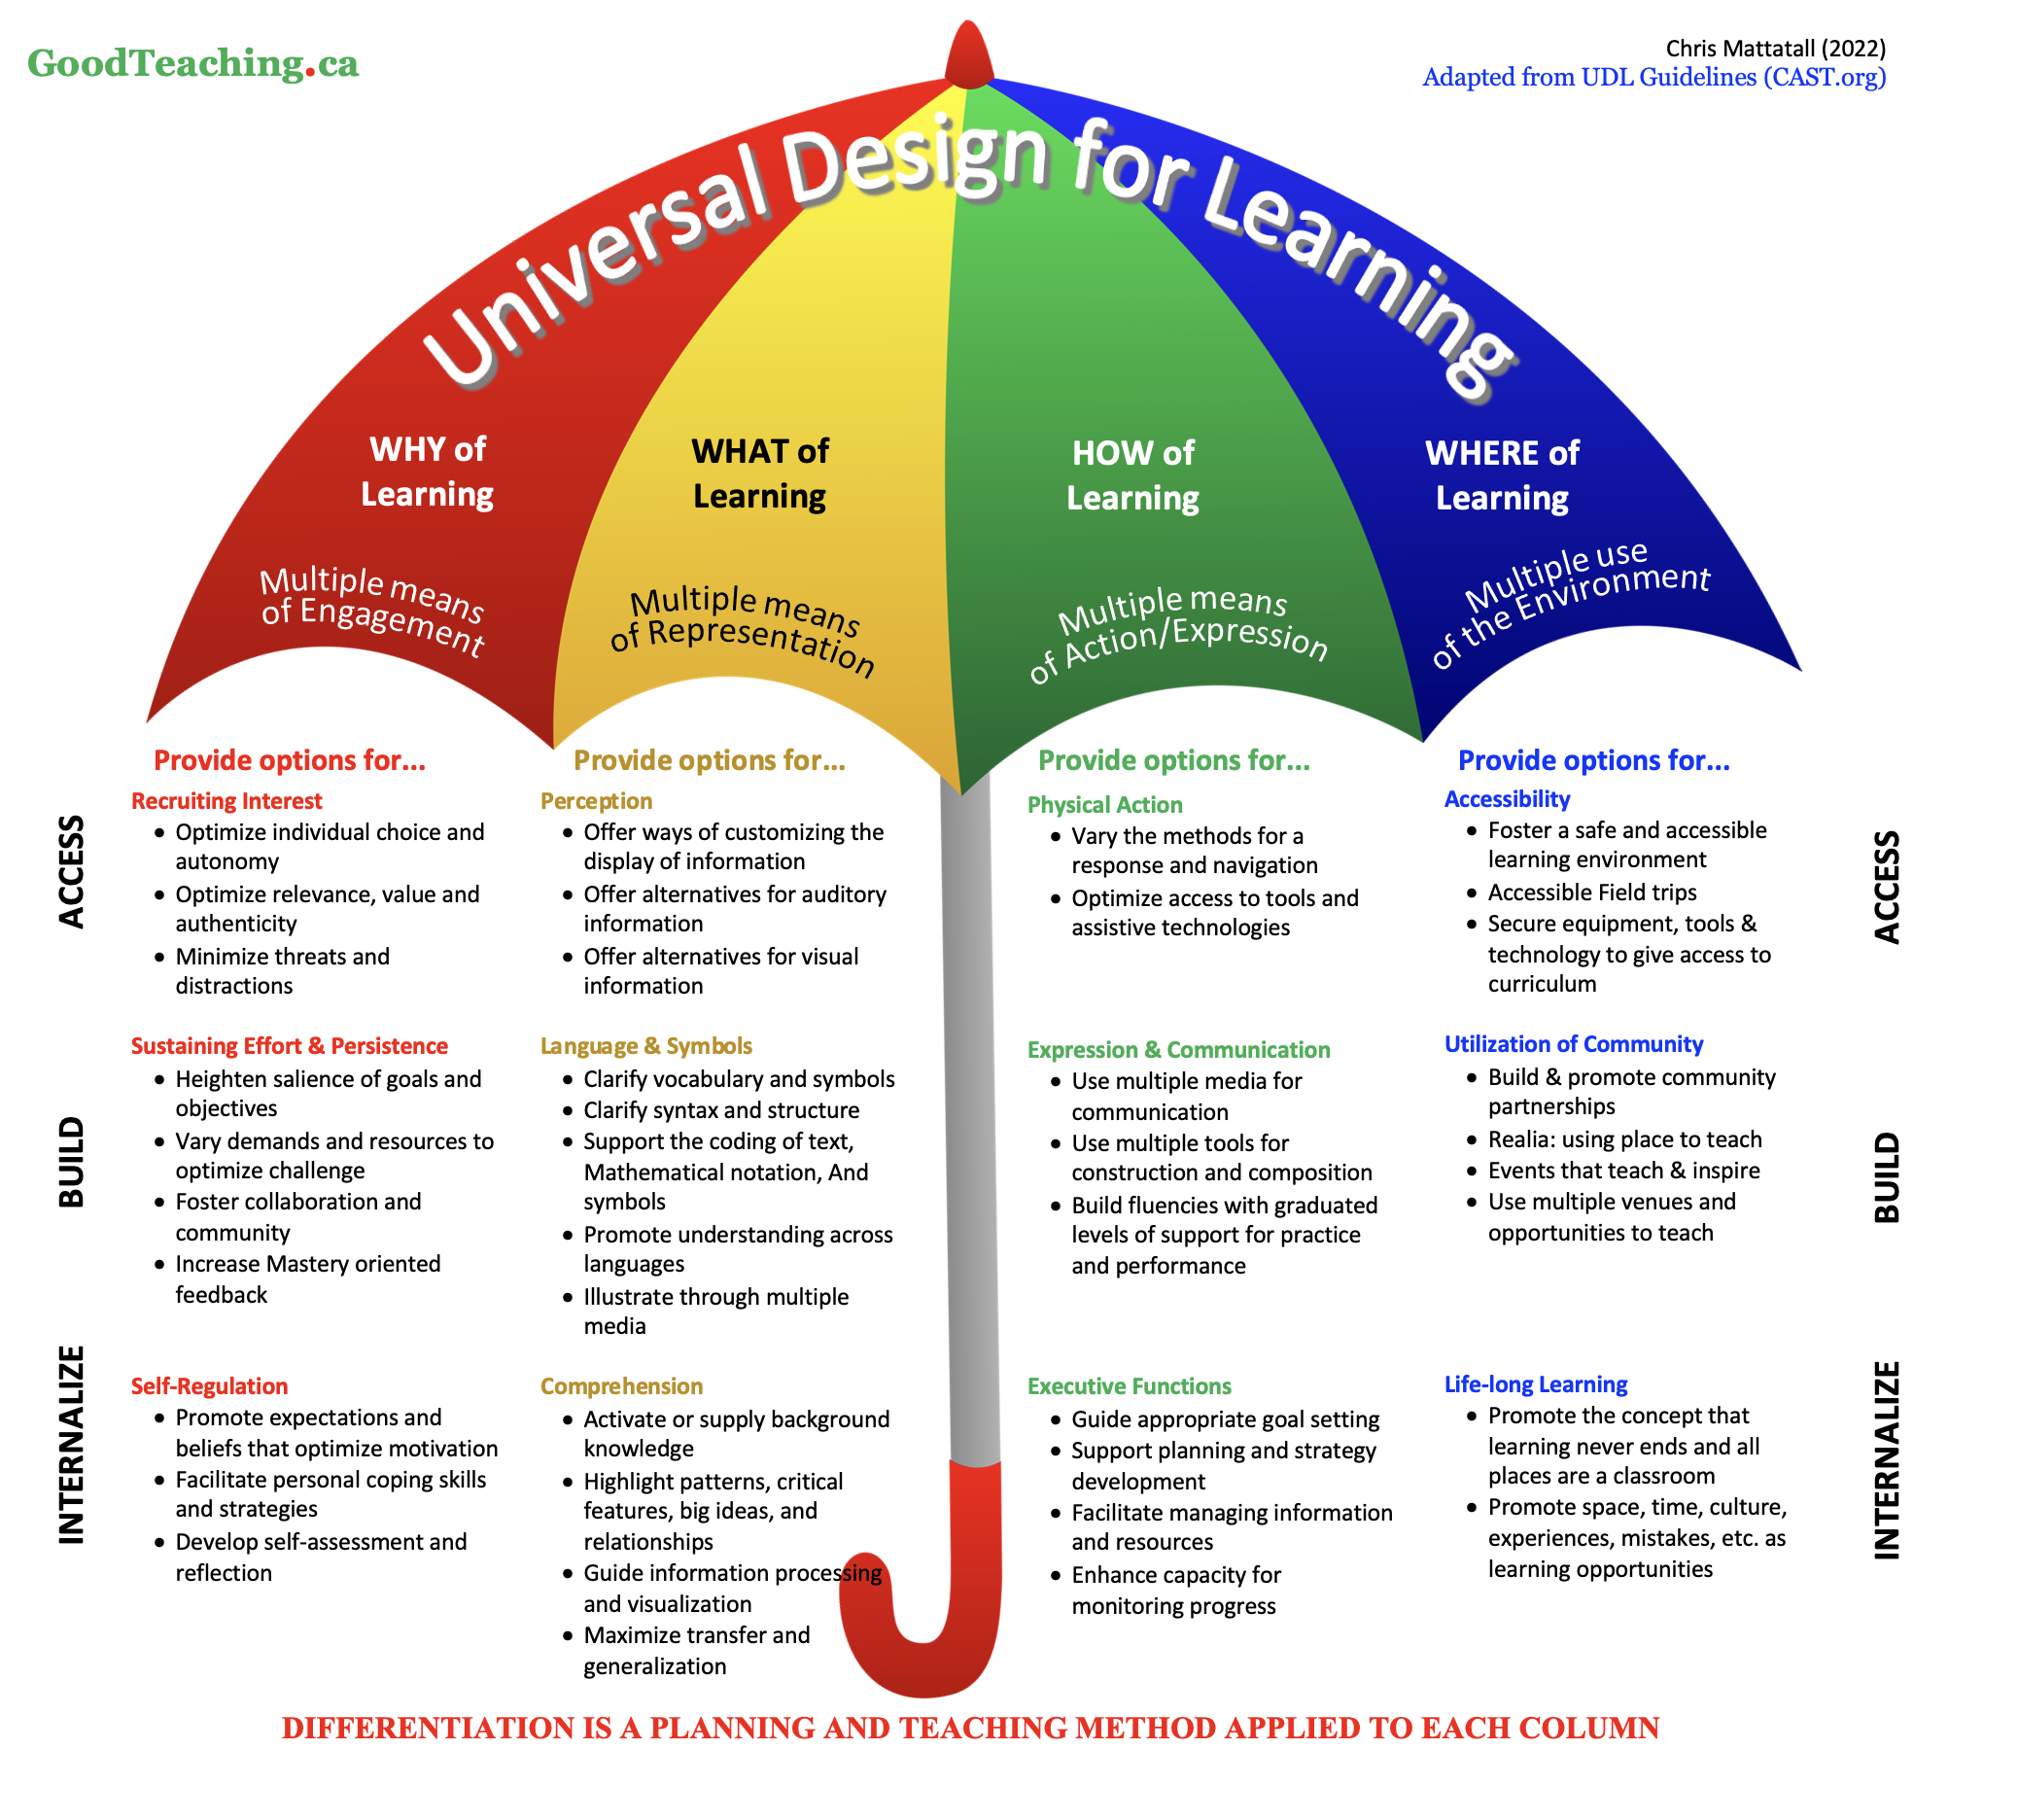 GoodTeaching.ca
Chris Mattatall (2022)
Adapted from UDL Guidelines (CAST.org)
Universal Design for Learning
WHY of
Learning
Multiple means
of Engagement
WHAT of
Learning
Multiple means
of Representation
HOW of
Learning
Multiple means
of Action/Expression
WHERE of
Learning
Multiple use
of the Environment
ACCESS
BUILD
INTERNALIZE
Provide options for...
Recruiting Interest
• Optimize individual choice and
autonomy
• Optimize relevance, value and
authenticity
• Minimize threats and
distractions
Sustaining Effort & Persistence
• Heighten salience of goals and
objectives
• Vary demands and resources to
optimize challenge
• Foster collaboration and
community
• Increase Mastery oriented
feedback
Self-Regulation
• Promote expectations and
beliefs that optimize motivation
• Facilitate personal coping skills
and strategies
• Develop self-assessment and
reflection
Provide options for...
Perception
• Offer ways of customizing the
display of information
• Offer alternatives for auditory
information
• Offer alternatives for visual
information
Language & Symbols
• Clarify vocabulary and symbols
• Clarify syntax and structure
• Support the coding of text,
Mathematical notation, And
symbols
• Promote understanding across
languages
• Illustrate through multiple
media
Comprehension
• Activate or supply background
knowledge
• Highlight patterns, critical
features, big ideas, and
relationships
• Guide information processing
and visualization
• Maximize transfer and
generalization
Provide options for...
Physical Action
• Vary the methods for a
response and navigation
• Optimize access to tools and
assistive technologies
Expression & Communication
• Use multiple media for
communication
• Use multiple tools for
construction and composition
• Build fluencies with graduated
levels of support for practice
and performance
Executive Functions
• Guide appropriate goal setting
• Support planning and strategy
development
• Facilitate managing information
and resources
• Enhance capacity for
monitoring progress
Provide options for...
Accessibility
• Foster a safe and accessible
learning environment
• Accessible Field trips
• Secure equipment, tools &
technology to give access to
curriculum
Utilization of Community
• Build & promote community
partnerships
• Realia: using place to teach
• Events that teach & inspire
• Use multiple venues and
opportunities to teach
Life-long Learning
• Promote the concept that
learning never ends and all
places are a classroom
• Promote space, time, culture,
experiences, mistakes, etc. as
learning opportunities
ACCESS
BUILD
INTERNALIZE
DIFFERENTIATION IS A PLANNING AND TEACHING METHOD APPLIED TO EACH COLUMN